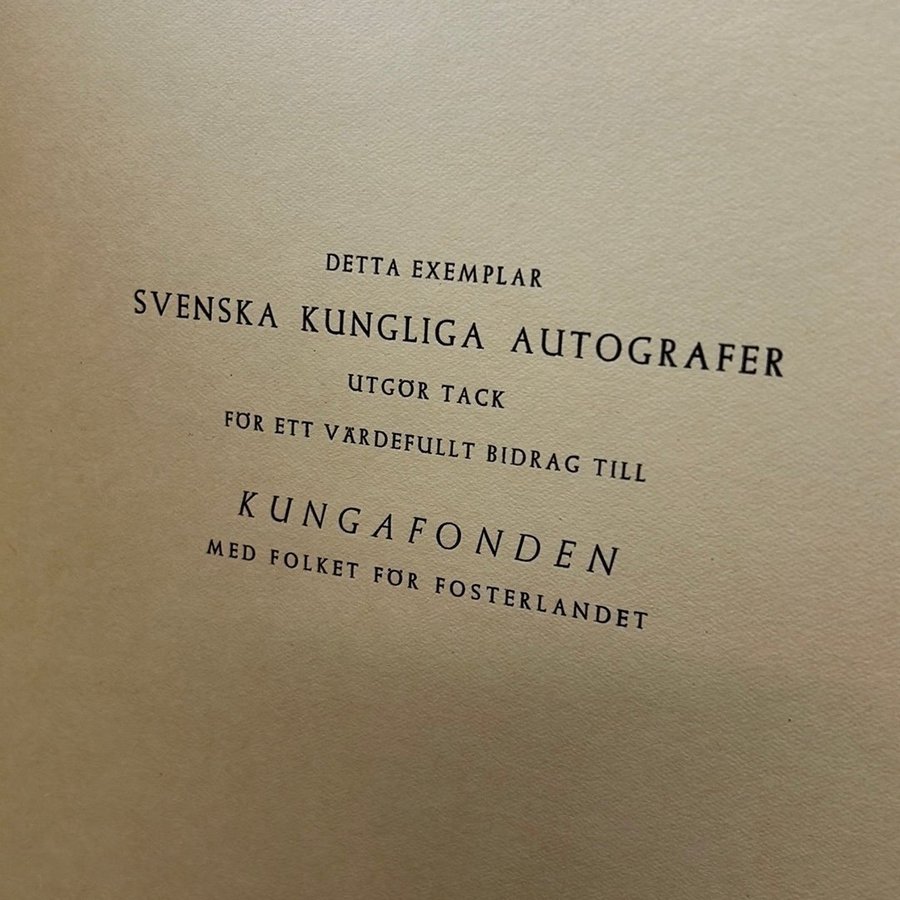 DETTA EXEMPLAR
SVENSKA KUNGLIGA AUTOGRAFER
UTGÖR TACK
FÖR ETT VÄRDEFULLT BIDRAG TILL
KUNGAFONDEN
MED FOLKET FÖR FOSTERLANDET